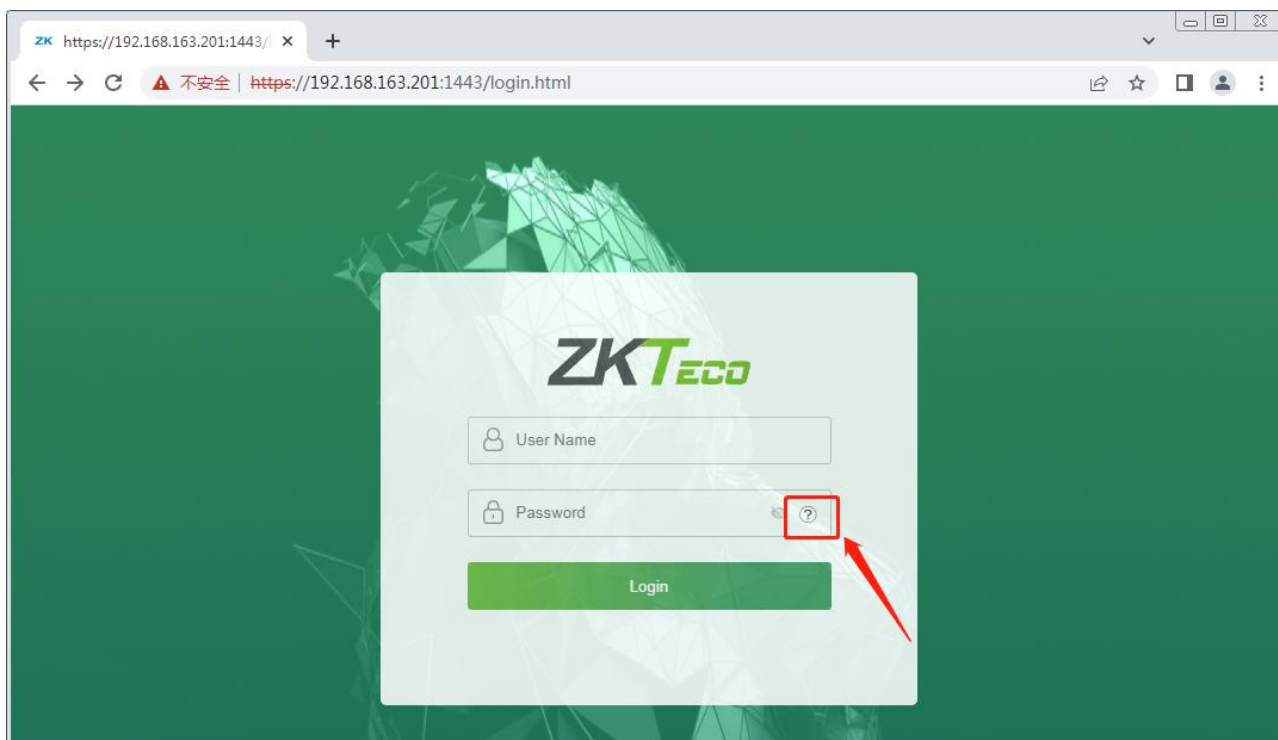 ZK https://192.168.163.201:1443/
不安全 https://192.168.163.201:1443/login.html
ZKTECO
User Name
Password
Login